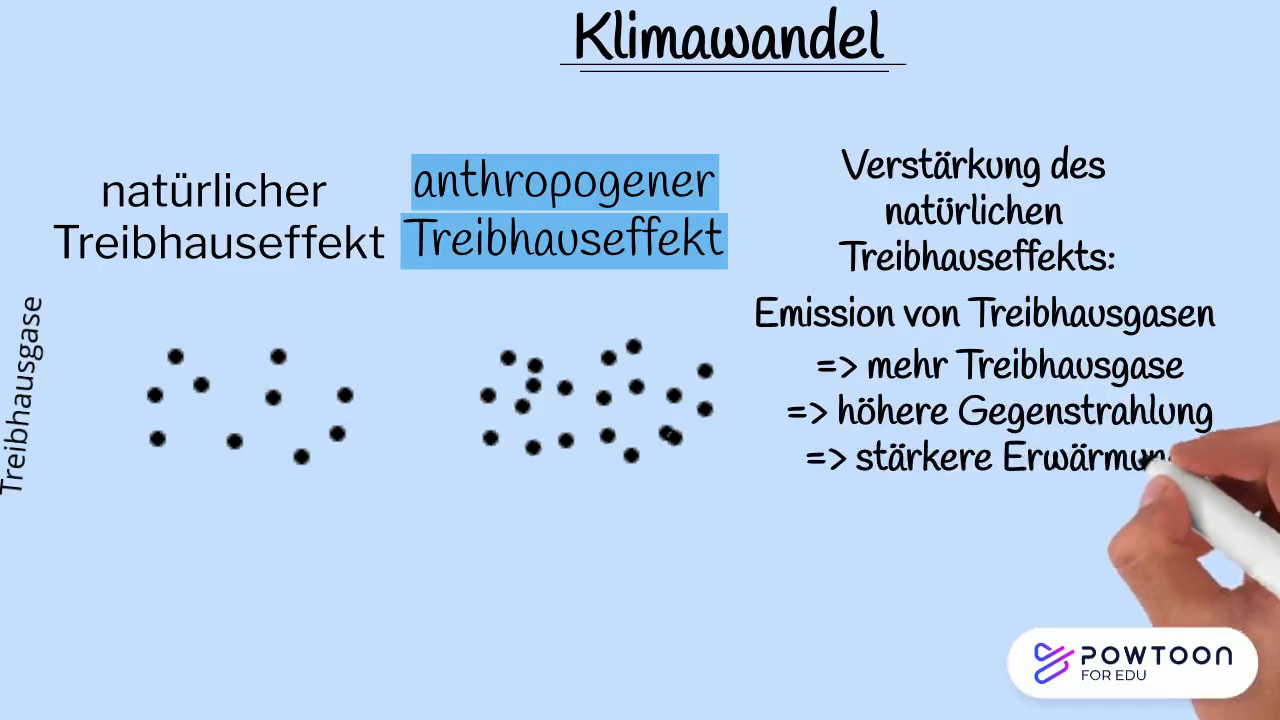 Klimawandel
natürlicher
Treibhauseffekt
anthropogener
Treibhauseffekt
Treibhausgase
Verstärkung des
natürlichen
Treibhauseffekts:
Emission von Treibhausgasen
=> mehr Treibhausgase
=> höhere Gegenstrahlung
=> stärkere
POWTOON
FOR EDU